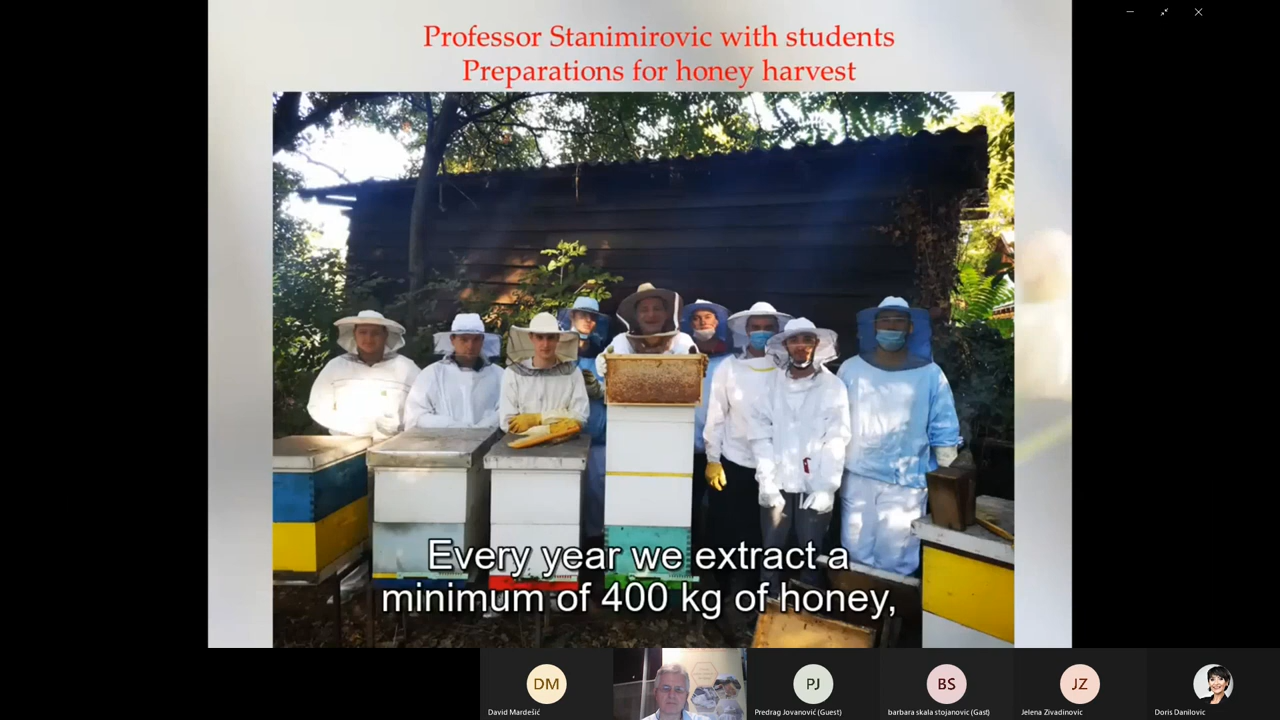 Professor Stanimirovic with students
Preparations for honey harvest
Every year we extract a
minimum of 400 kg of honey,
DM
PJ
BS
JZ
David Mardešić
Predrag Jovanović (Guest)
barbara skala stojanovic (Gast)
Jelena Zivadinovic
Doris Danilovic